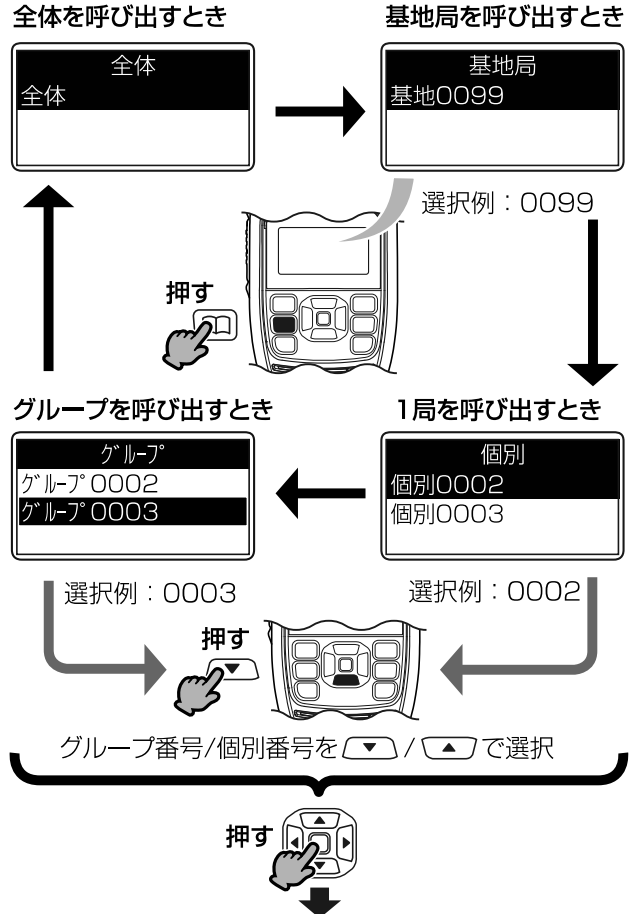 全体を呼び出すとき
基地局を呼び出すとき
全体
全体
基地局
基地0099
選択例：0099
押す
グループを呼び出すとき
1局を呼び出すとき
ｸﾞﾙｰﾌﾟ
ｸﾞﾙｰﾌﾟ0002
ｸﾞﾙｰﾌﾟ0003
個別
個別0002
個別0003
選択例：0003
選択例：0002
押す
グループ番号/個別番号を▼/▲で選択
押す